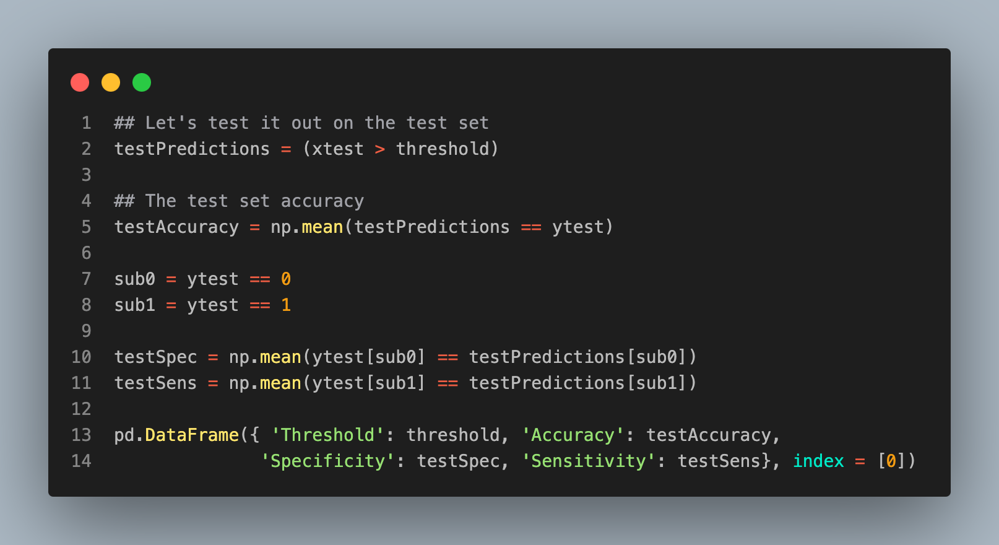 1 ## Let's test it out on the test set
2 testPredictions = (xtest > threshold)
3
4 ## The test set accuracy
5 testAccuracy = np.mean(testPredictions == ytest)
6
7 sub0 = ytest == 0
8 sub1 = ytest == 1
9
10 testSpec = np.mean(ytest[sub0] == testPredictions[sub0])
11 testSens = np.mean(ytest[sub1] == testPredictions[sub1])
12
13 pd.DataFrame({ 'Threshold': threshold, 'Accuracy': testAccuracy,
14               'Specificity': testSpec, 'Sensitivity': testSens}, index = [0])